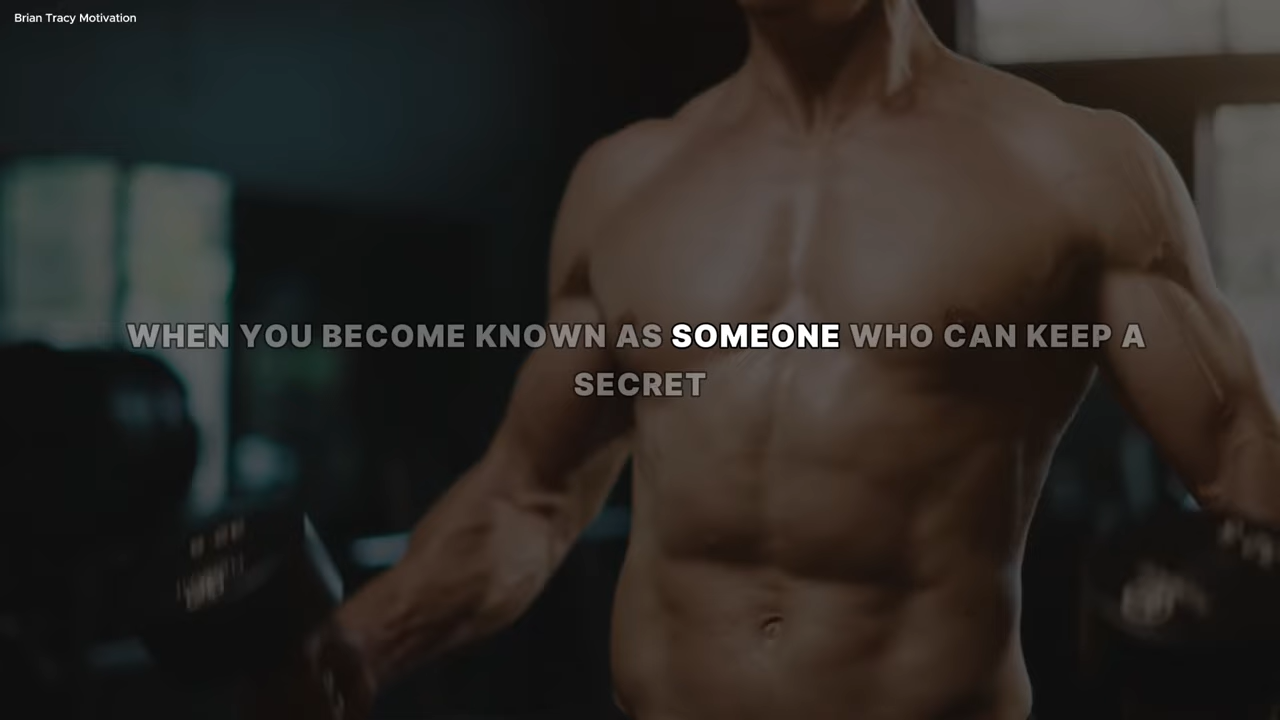 Brian Tracy Motivation
WHEN YOU BECOME KNOWN AS SOMEONE WHO CAN KEEP A
SECRET